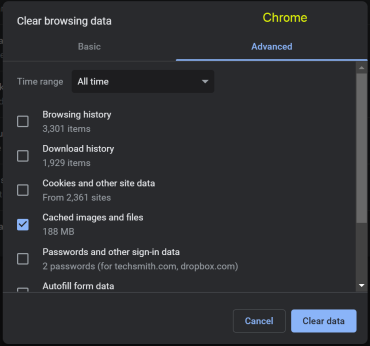 Clear browsing data
Chrome
Basic
Advanced
Time range
All time
Browsing history
3,301 items
Download history
1,929 items
Cookies and other site data
From 2,361 sites
Cached images and files
188 MB
Passwords and other sign-in data
2 passwords (for techsmith.com, dropbox.com)
Autofill form data
Cancel
Clear data